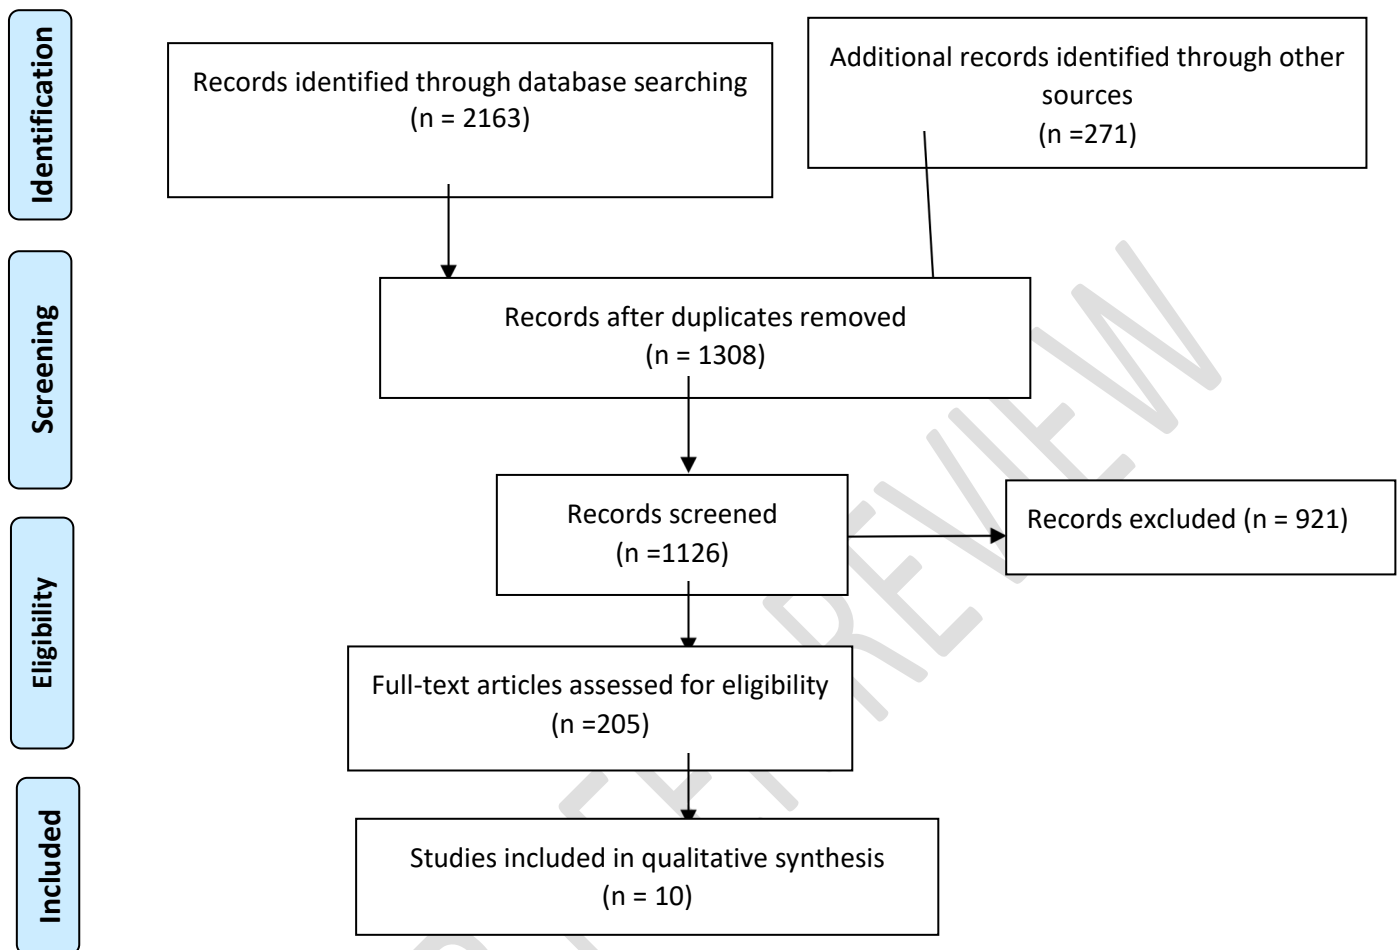 Identification
Records identified through database searching
(n = 2163)
Additional records identified through other
sources
(n =271)
Screening
Records after duplicates removed
(n = 1308)
Records screened
(n =1126)
Records excluded (n = 921)
Eligibility
Full-text articles assessed for eligibility
(n =205)
Included
Studies included in qualitative synthesis
(n = 10)
REVIEW